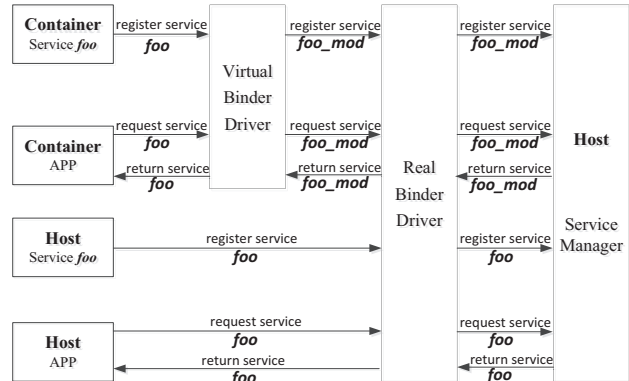 Container
Service foo
register service
foo
register service
foo_mod
register service
foo_mod
Virtual
Binder
Driver
Container
APP
request service
foo
return service
foo
request service
foo_mod
return service
foo_mod
request service
foo_mod
return service
foo_mod
Real
Binder
Driver
Host
Service
Manager
Host
Service foo
register service
foo
register service
foo
Host
APP
request service
foo
return service
foo
request service
foo
return service
foo